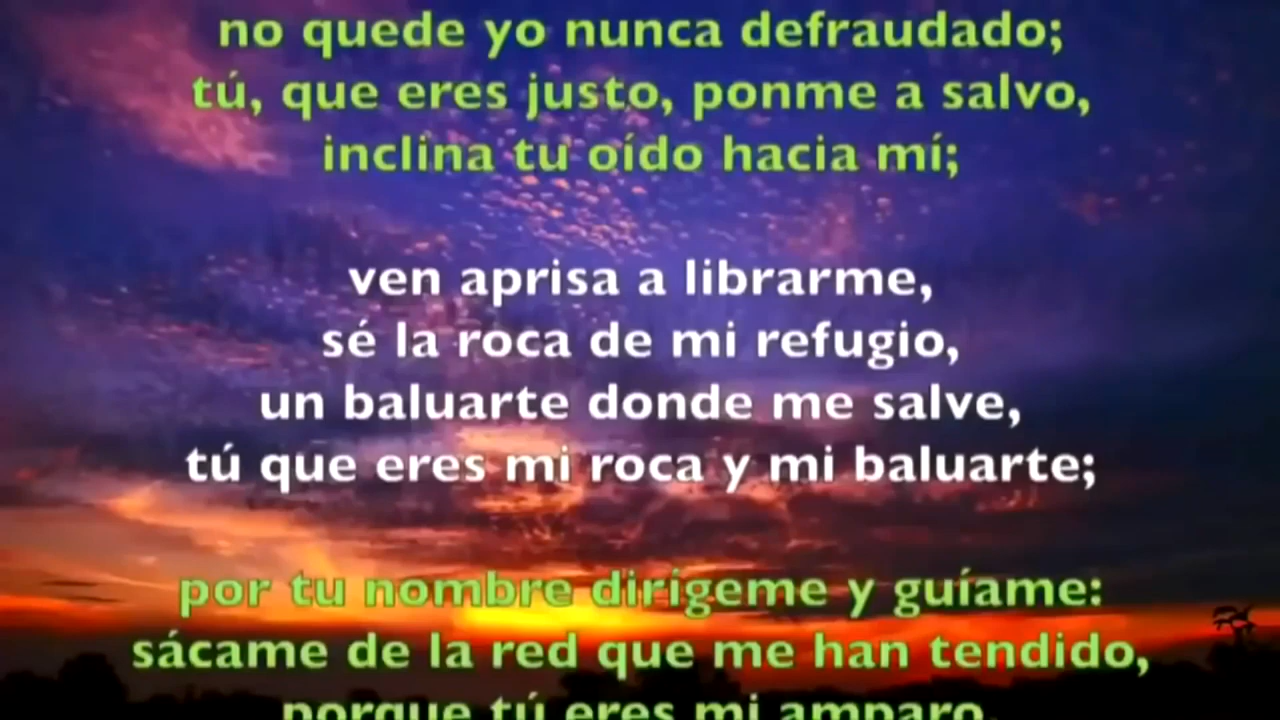 no quede yo nunca defraudado;
tú, que eres justo, ponme a salvo,
inclina tu oído hacia mí;
ven aprisa a librarme,
sé la roca de mi refugio,
un baluarte donde me salve,
tú que eres mi roca y mi baluarte;
por tu nombre dirigeme y guíame:
sácame de la red que me han tendido,
porque tú eres mi amparo.